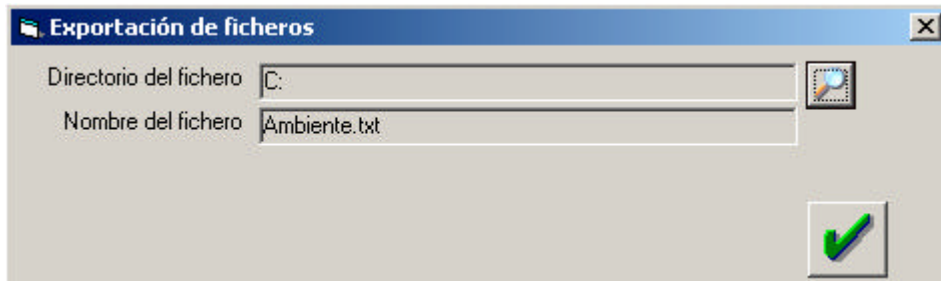 Exportación de ficheros
Directorio del fichero C:
Nombre del fichero Ambiente.txt